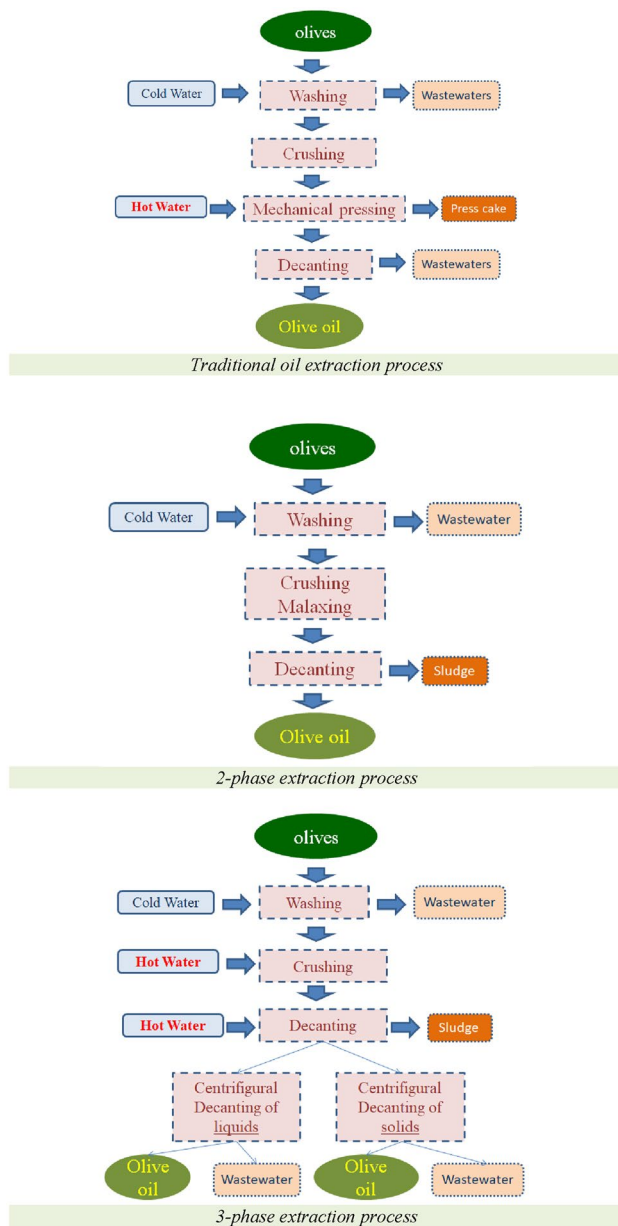 olives
Cold Water
Washing
Wastewaters
Crushing
Hot Water
Mechanical pressing
Press cake
Decanting
Wastewaters
Olive oil
Traditional oil extraction process
olives
Cold Water
Washing
Wastewater
Crushing
Malaxing
Decanting
Sludge
Olive oil
2-phase extraction process
olives
Cold Water
Washing
Wastewater
Hot Water
Crushing
Hot Water
Decanting
Sludge
Centrifigural
Decanting of
liquids
Centrifigural
Decanting of
solids
Olive
oil
Wastewater
Olive
oil
Wastewater
3-phase extraction process